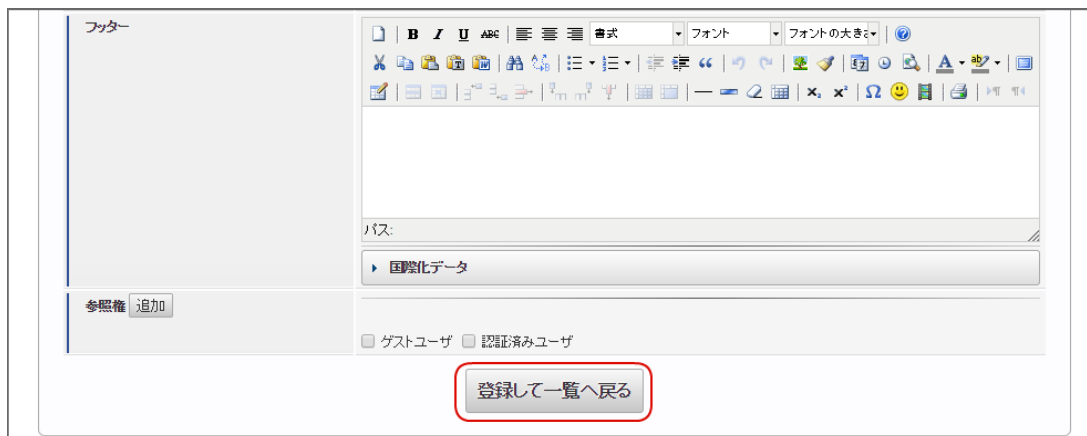 フッター
B I U ABC 書式 フォント フォントの大きさ
パス:
国際化データ
参照権 追加
ゲストユーザ 認証済みユーザ
登録して一覧へ戻る